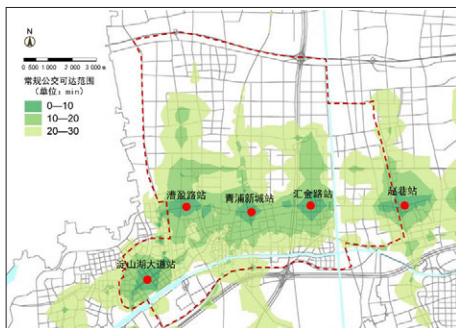 N
0 500 1 000 2 000 3 000 m
常规公交可达范围
(单位：min)
0—10
10—20
20—30
漕盈路站
青浦新城站
汇金路站
赵巷站
淀山湖大道站